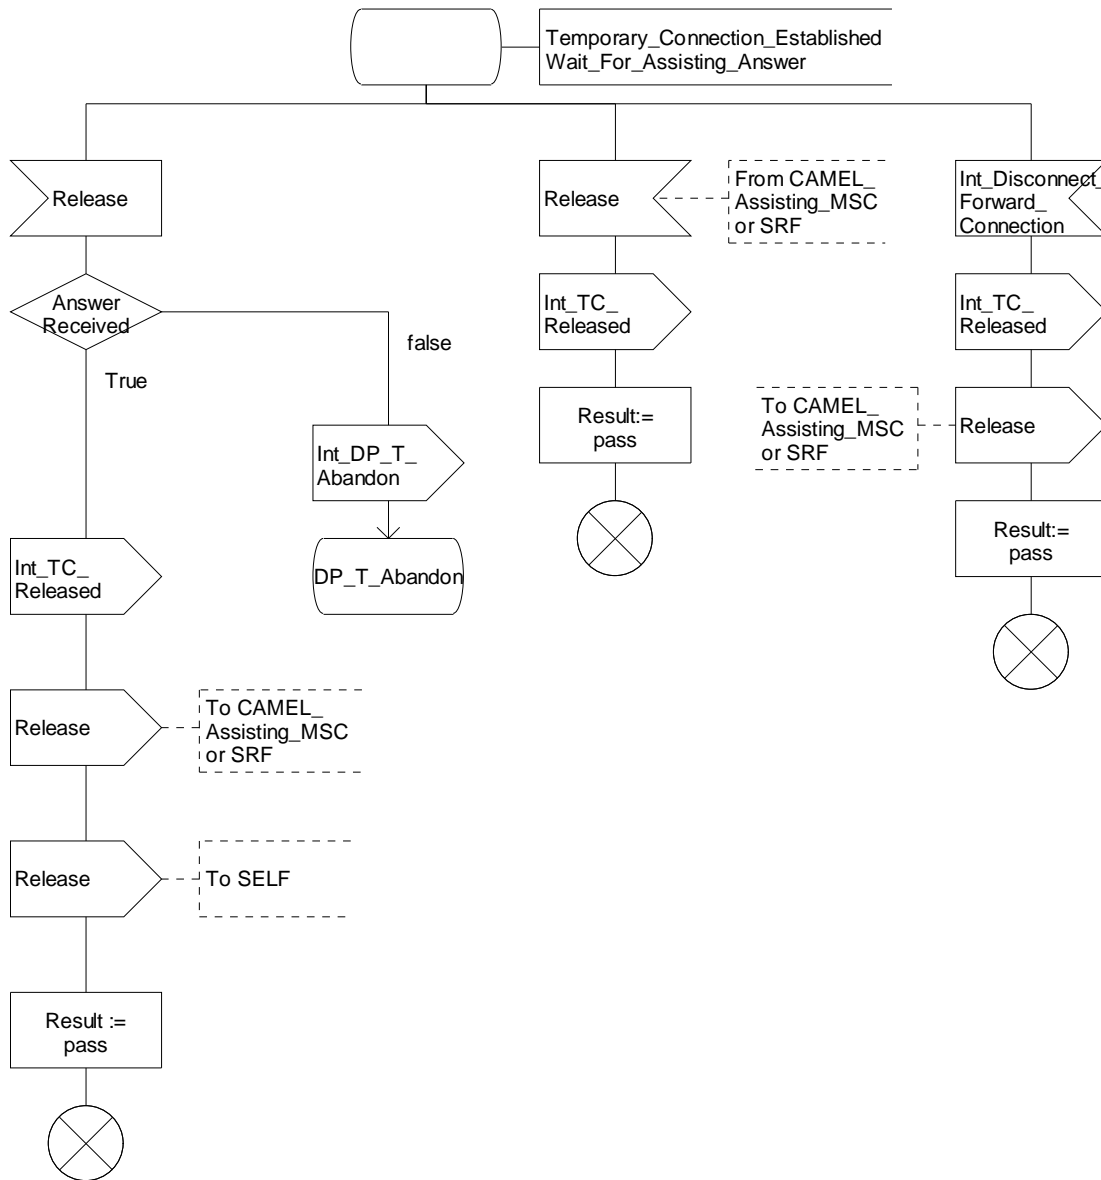 Temporary_Connection_Established
Wait_For_Assisting_Answer
Release
Release
From CAMEL_
Assisting_MSC
or SRF
Int_Disconnect_
Forward_
Connection
Answer
Received
false
True
Int_TC_
Released
Int_TC_
Released
Result:=
pass
To CAMEL_
Assisting_MSC
or SRF
Release
Int_DP_T_
Abandon
Result:=
pass
Int_TC_
Released
DP_T_Abandon
Release
To CAMEL_
Assisting_MSC
or SRF
Release
To SELF
Result :=
pass